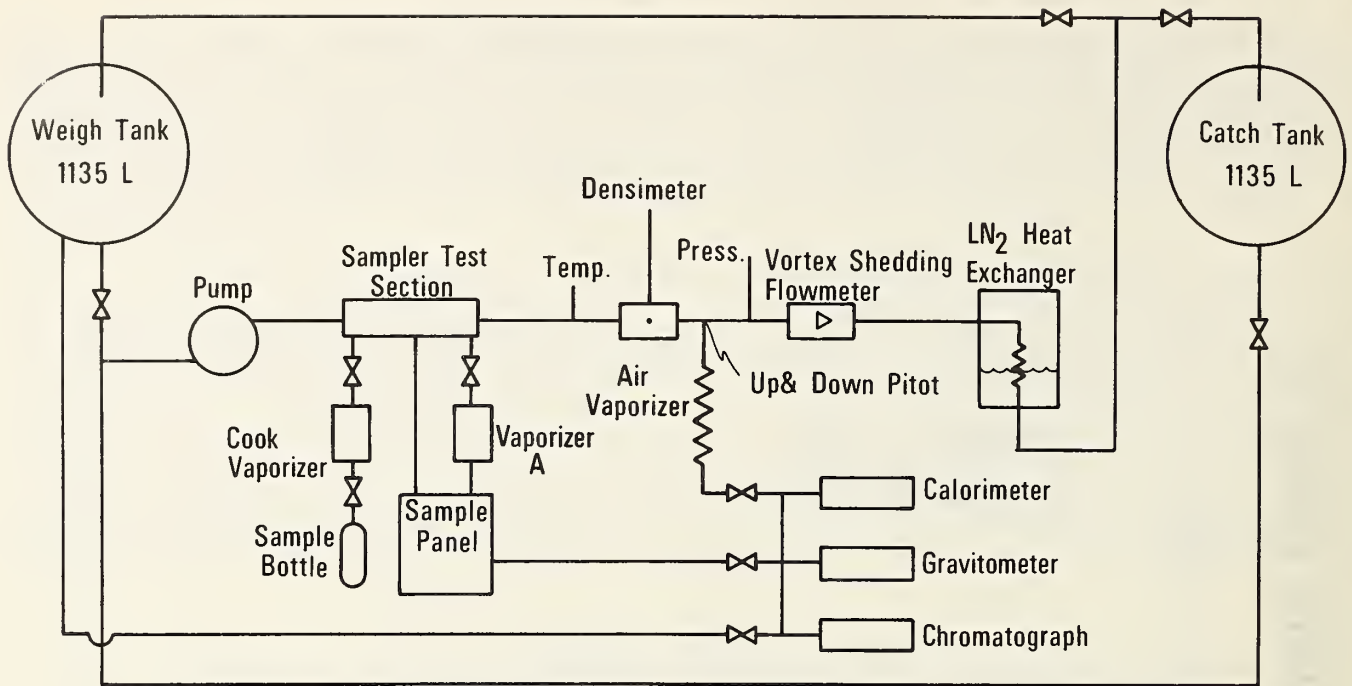 Weigh Tank
1135 L
Catch Tank
1135 L
Densimeter
Press.
LN2 Heat
Exchanger
Sampler Test
Section
Temp.
Vortex Shedding
Flowmeter
Pump
Air
Vaporizer
Up& Down Pitot
Cook
Vaporizer
Vaporizer
A
Sample
Bottle
Sample
Panel
Calorimeter
Gravitometer
Chromatograph